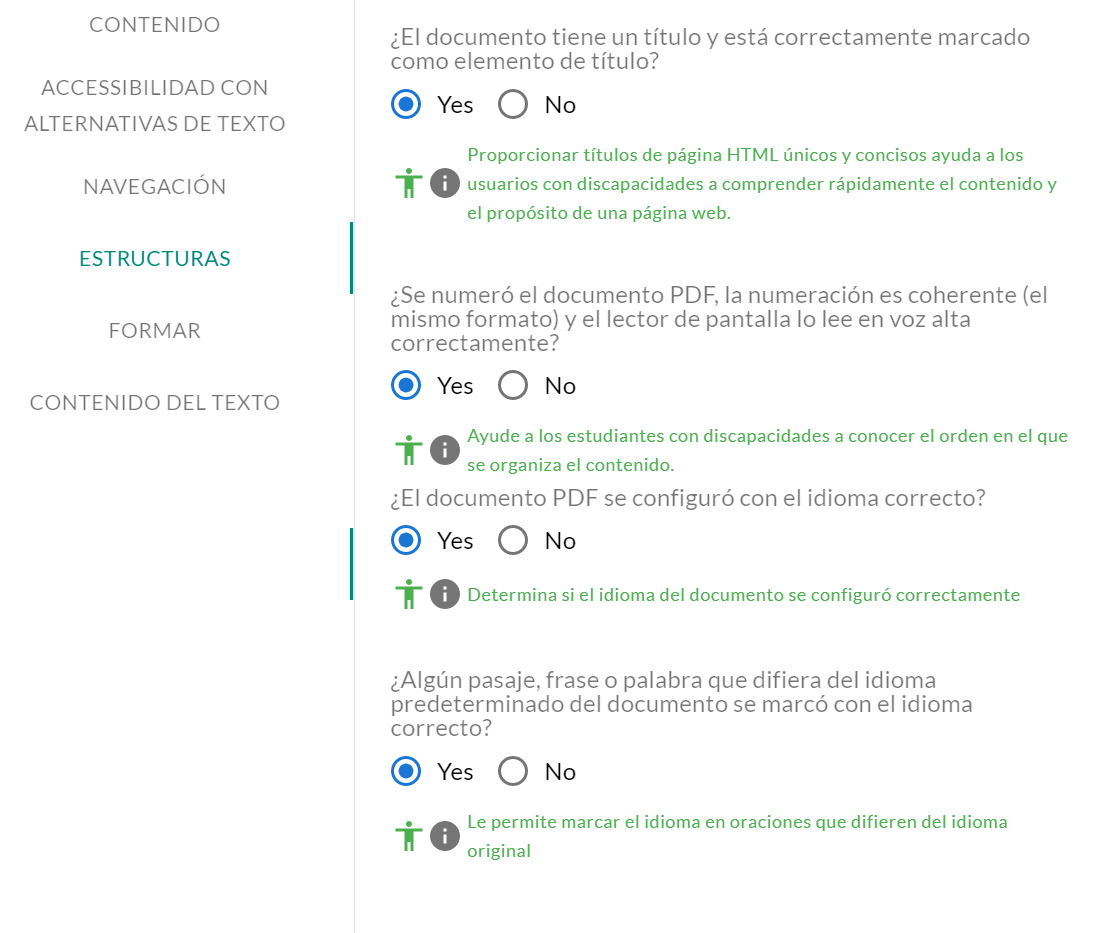 CONTENIDO
ACCESSIBILIDAD CON
ALTERNATIVAS DE TEXTO
NAVEGACIÓN
ESTRUCTURAS
FORMAR
CONTENIDO DEL TEXTO
¿El documento tiene un título y está correctamente marcado
como elemento de título?
Yes No
Proporcionar títulos de página HTML únicos y concisos ayuda a los
usuarios con discapacidades a comprender rápidamente el contenido y
el propósito de una página web.
¿Se numeró el documento PDF, la numeración es coherente (el
mismo formato) y el lector de pantalla lo lee en voz alta
correctamente?
Yes No
Ayude a los estudiantes con discapacidades a conocer el orden en el que
se organiza el contenido.
¿El documento PDF se configuró con el idioma correcto?
Yes No
Determina si el idioma del documento se configuró correctamente
¿Algún pasaje, frase o palabra que difiera del idioma
predeterminado del documento se marcó con el idioma
correcto?
Yes No
Le permite marcar el idioma en oraciones que difieren del idioma
original